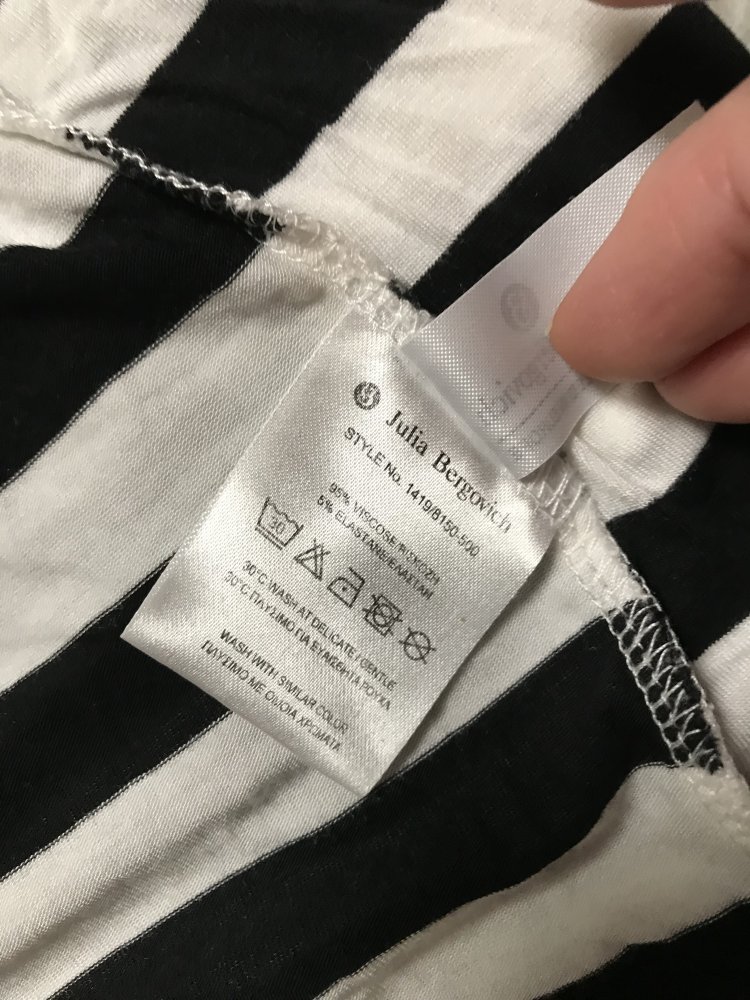 Julia Bergovich
STYLE No. 1419/8150-500
95% VISCOSE/ΒΙΣΚΟΖΗ
5% ELASTANE/ΕΛΑΣΤΑΝ
30
30°C WASH AT DELICATE / GENTLE
30°C ΠΛΥΣΙΜΟ ΓΙΑ ΕΥΑΙΣΘΗΤΑ ΡΟΥΧΑ
WASH WITH SIMILAR COLOR
ΠΛΥΣΙΜΟ ΜΕ ΟΜΟΙΑ ΧΡΩΜΑΤΑ